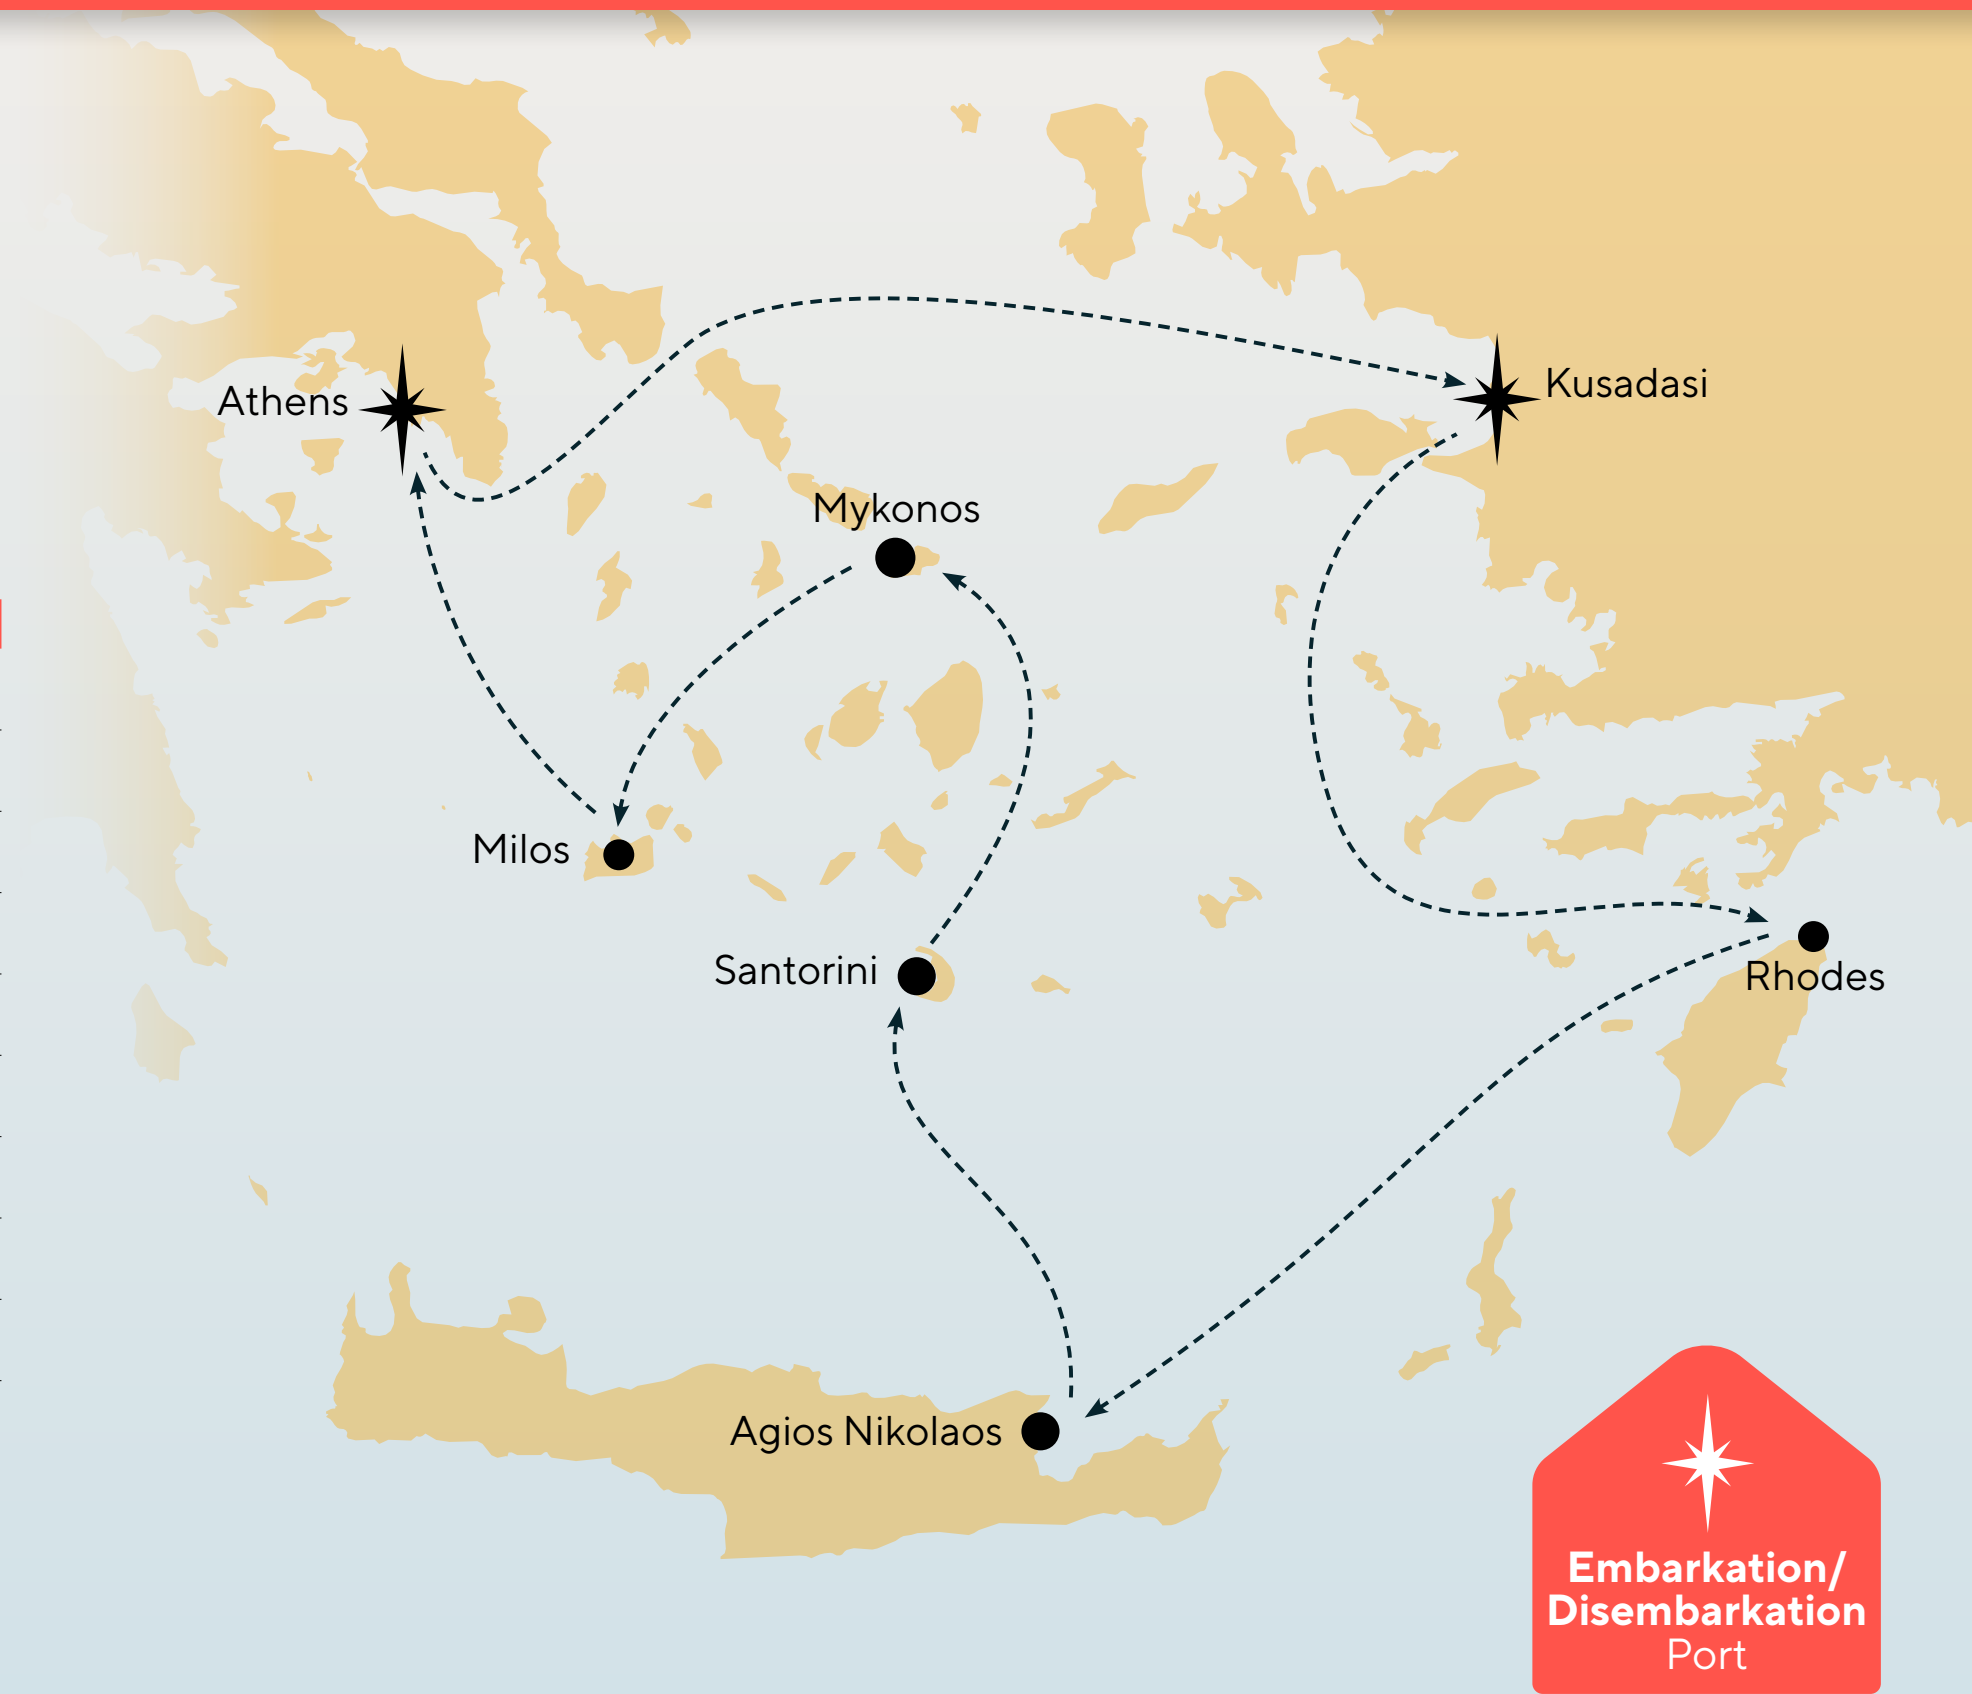 Athens
Kusadasi
Mykonos
Milos
Santorini
Rhodes
Agios Nikolaos
Embarkation/
Disembarkation
Port